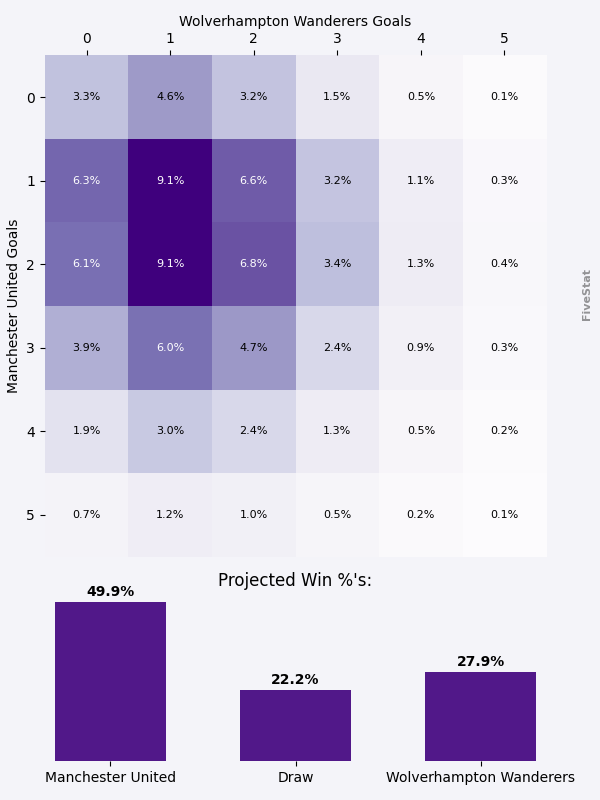 Wolverhampton Wanderers Goals
0 1 2 3 4 5
Manchester United Goals
0 3.3% 4.6% 3.2% 1.5% 0.5% 0.1%
1 6.3% 9.1% 6.6% 3.2% 1.1% 0.3%
2 6.1% 9.1% 6.8% 3.4% 1.3% 0.4%
3 3.9% 6.0% 4.7% 2.4% 0.9% 0.3%
4 1.9% 3.0% 2.4% 1.3% 0.5% 0.2%
5 0.7% 1.2% 1.0% 0.5% 0.2% 0.1%
FiveStat
Projected Win %'s:
49.9% 22.2% 27.9%
Manchester United Draw Wolverhampton Wanderers